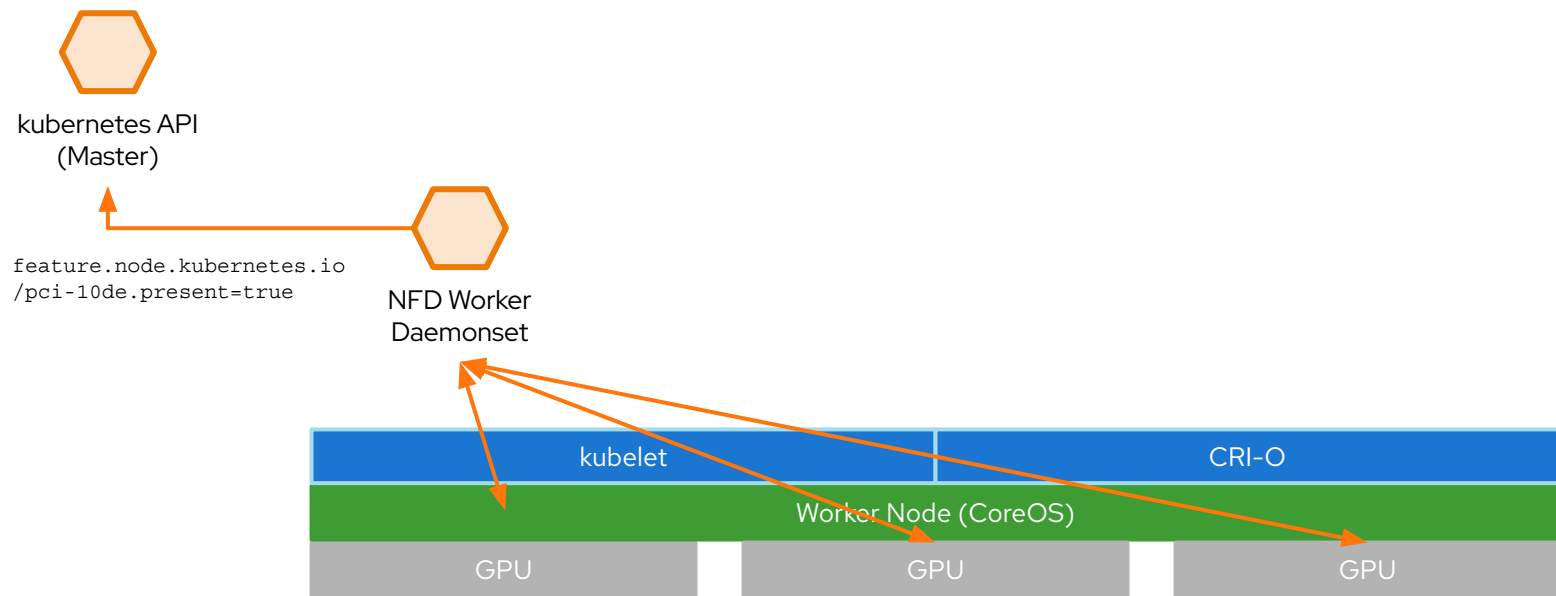 kubernetes API
(Master)
feature.node.kubernetes.io
/pci-10de.present=true
NFD Worker
Daemonset
kubelet
CRI-O
Worker Node (CoreOS)
GPU
GPU
GPU